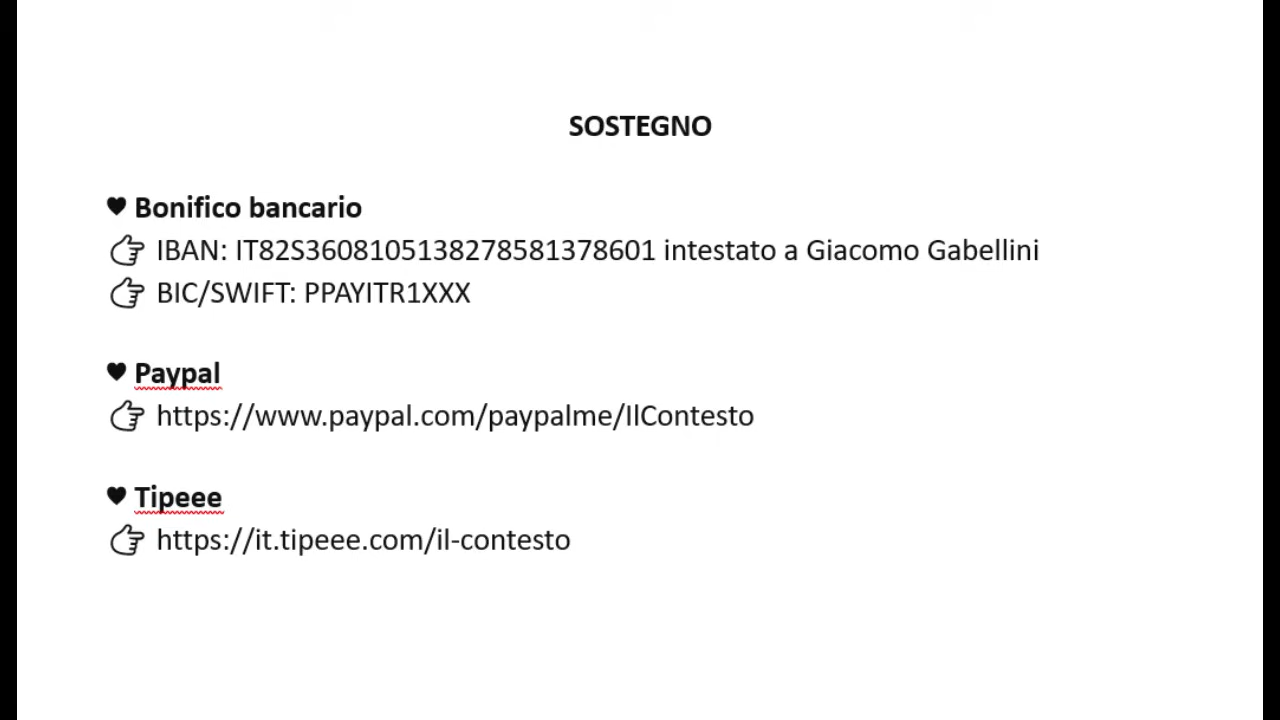 SOSTEGNO
♥ Bonifico bancario
👉 IBAN: IT82S3608105138278581378601 intestato a Giacomo Gabellini
👉 BIC/SWIFT: PPAYITR1XXX
♥ Paypal
👉 https://www.paypal.com/paypalme/IlContesto
♥ Tipeee
👉 https://it.tipeee.com/il-contesto